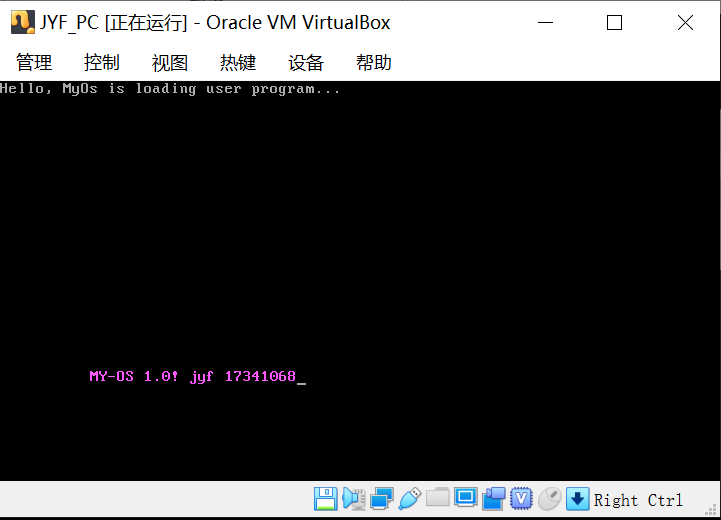 JYF_PC [正在运行] - Oracle VM VirtualBox
管理 控制 视图 热键 设备 帮助
Hello, MyOs is loading user program...
MY-OS 1.0! jyf 17341068_
Right Ctrl